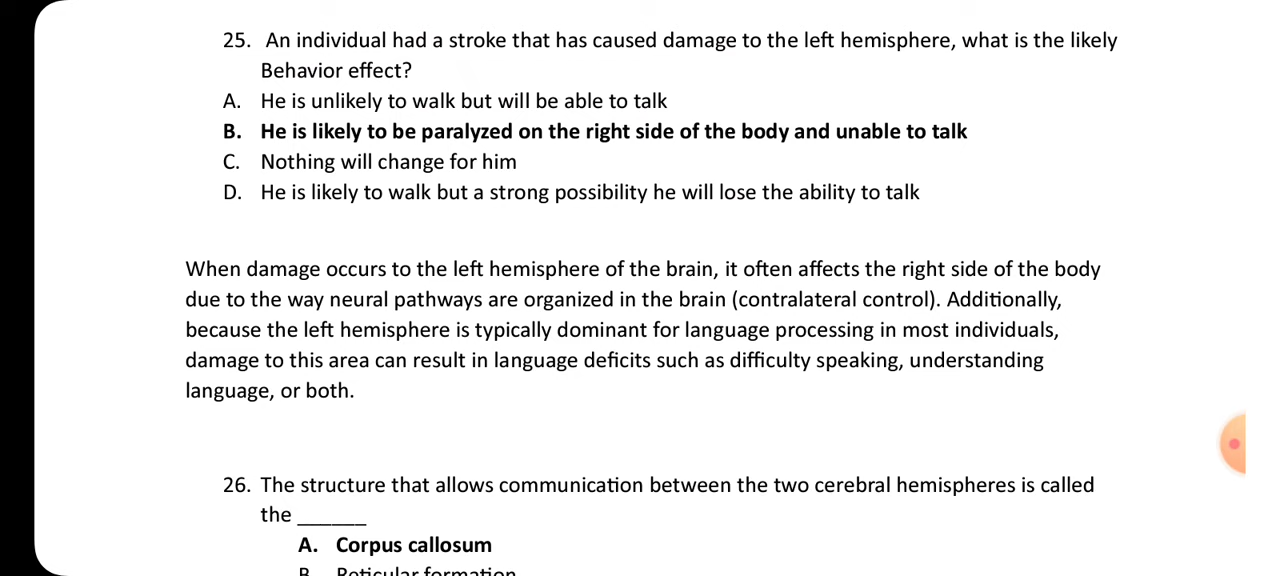 25. An individual had a stroke that has caused damage to the left hemisphere, what is the likely
Behavior effect?
A. He is unlikely to walk but will be able to talk
B. He is likely to be paralyzed on the right side of the body and unable to talk
C. Nothing will change for him
D. He is likely to walk but a strong possibility he will lose the ability to talk
When damage occurs to the left hemisphere of the brain, it often affects the right side of the body
due to the way neural pathways are organized in the brain (contralateral control). Additionally,
because the left hemisphere is typically dominant for language processing in most individuals,
damage to this area can result in language deficits such as difficulty speaking, understanding
language, or both.
26. The structure that allows communication between the two cerebral hemispheres is called
the ______
A. Corpus callosum
B. Reticular formation